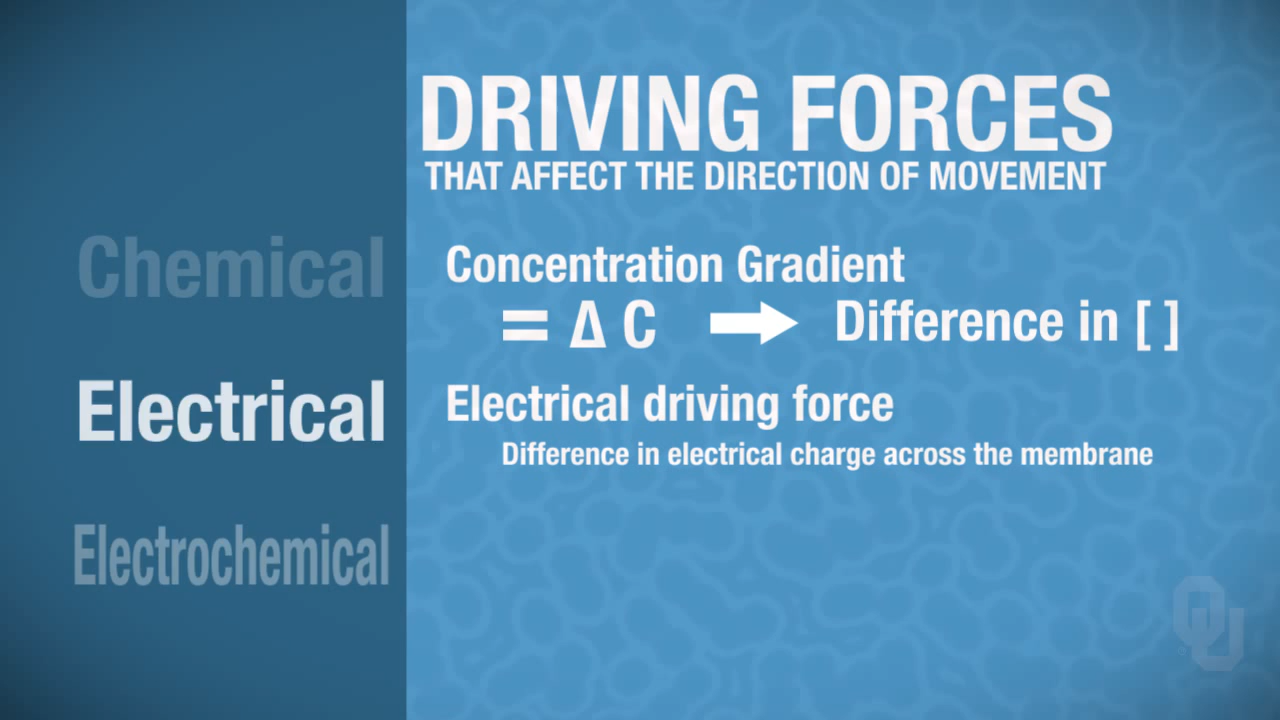 DRIVING FORCES
THAT AFFECT THE DIRECTION OF MOVEMENT
Chemical
Concentration Gradient
= Δ C → Difference in [ ]
Electrical
Electrical driving force
Difference in electrical charge across the membrane
Electrochemical
OU